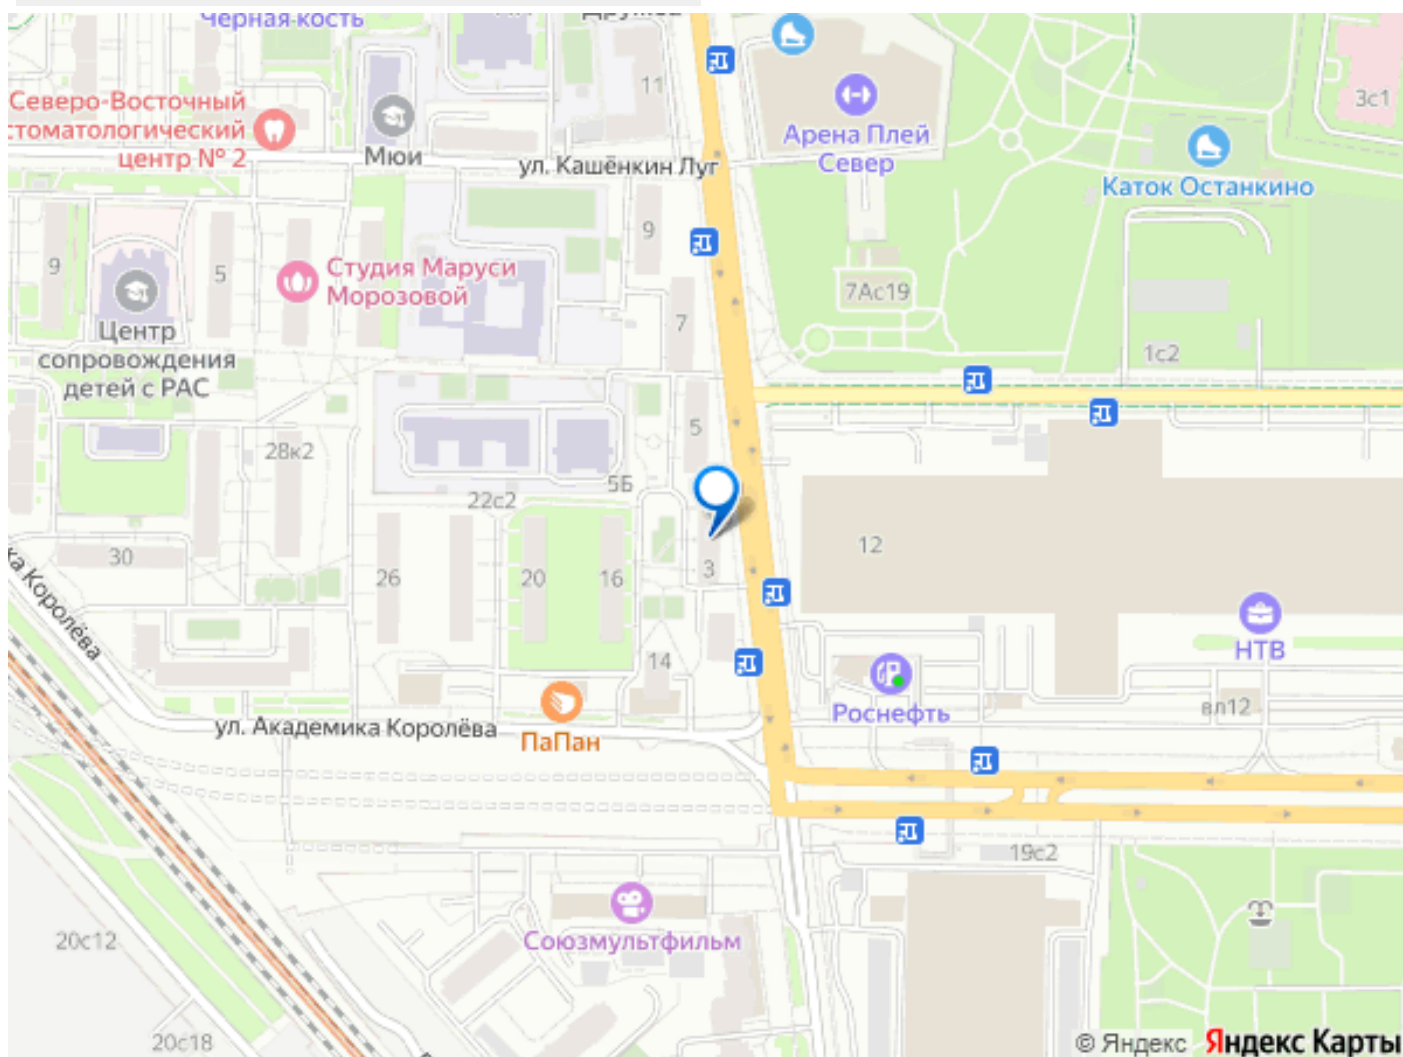 Черная кость
11
3с1
Северо-Восточный
стоматологический
центр № 2
Мюи
ул. Кашёнкин Луг
Арена Плей
Север
Каток Останкино
9
5
9
Студия Маруси
Морозовой
7
7Ас19
Центр
сопровождения
детей с РАС
1с2
5
28к2
22с2
5Б
30
26
20
16
3
12
ка Королёва
НТВ
14
Роснефть
вл12
ул. Академика Королёва
ПаПан
19с2
20с12
Союзмультфильм
20с18
© Яндекс Яндекс Карты